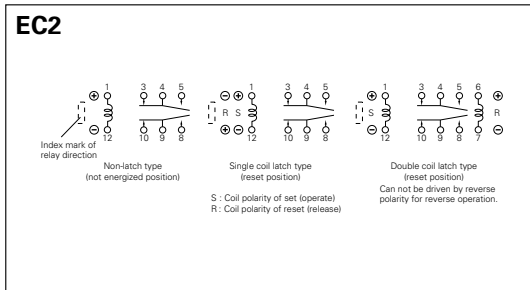 EC2
1 3 4 5
12 10 9 8
Index mark of
relay direction
Non-latch type
(not energized position)
R S 1 3 4 5
12 10 9 8
Single coil latch type
(reset position)
S : Coil polarity of set (operate)
R : Coil polarity of reset (release)
S 1 3 4 5 6 R
12 10 9 8 7
Double coil latch type
(reset position)
Can not be driven by reverse
polarity for reverse operation.